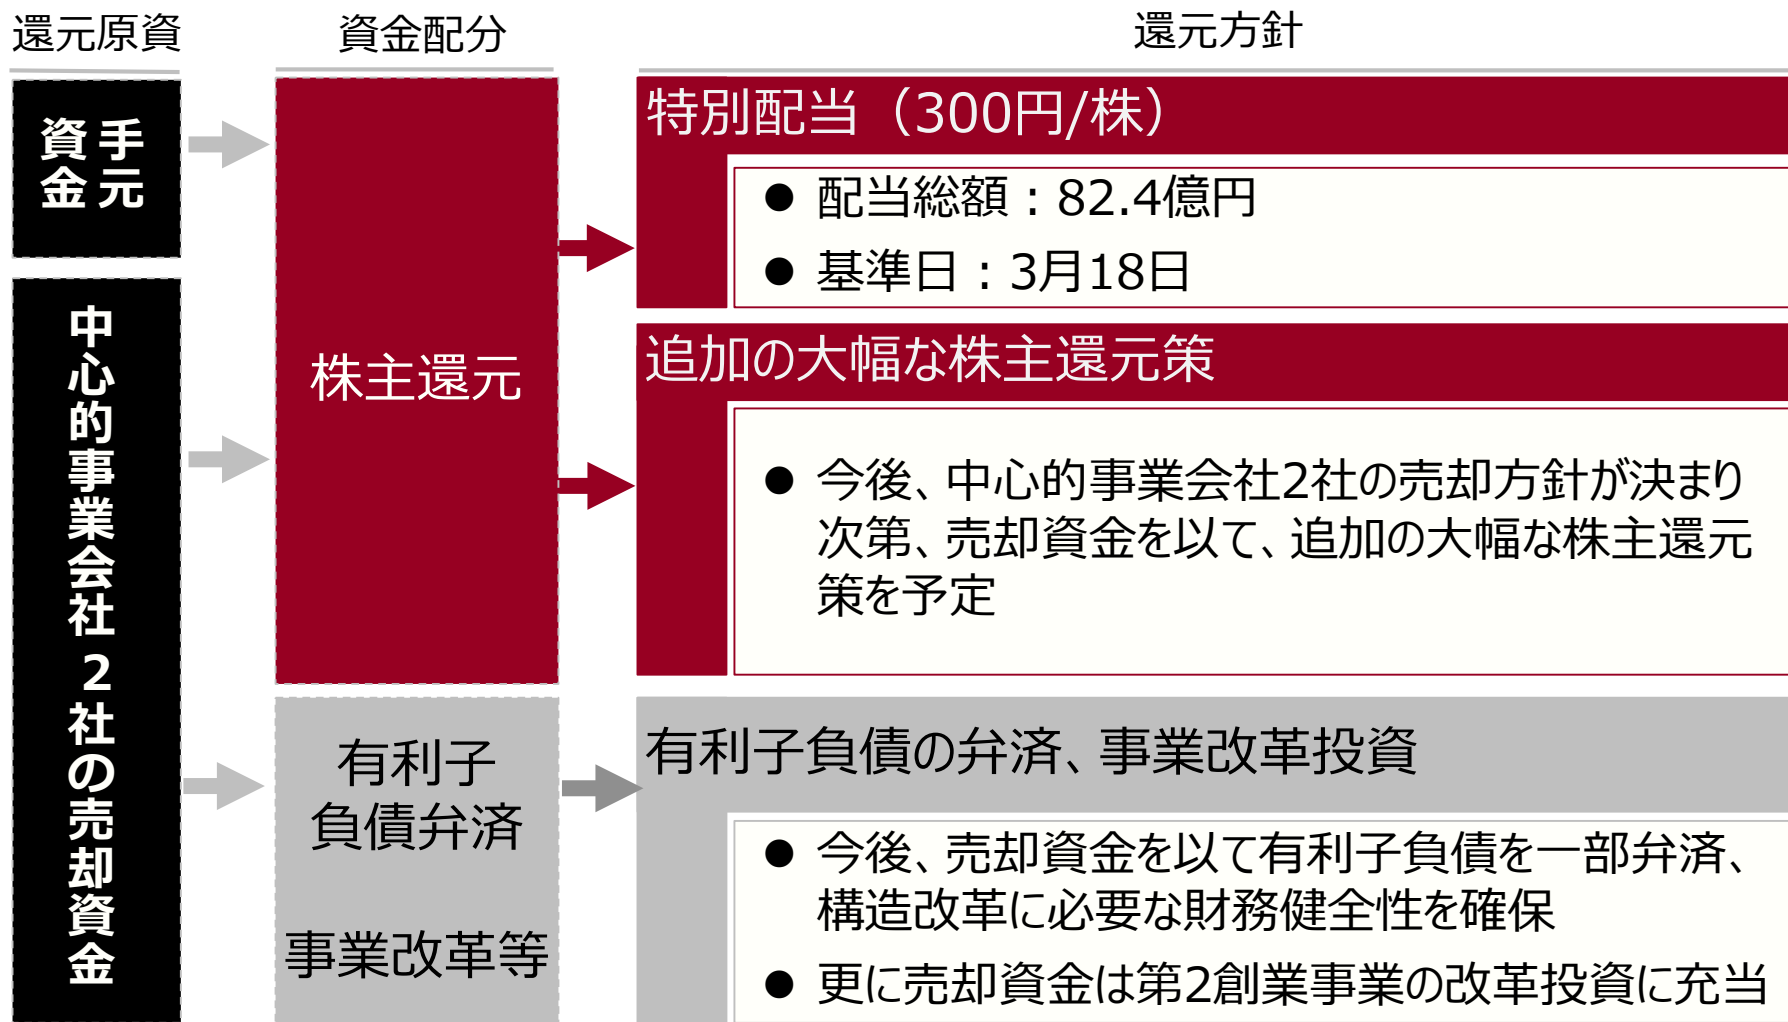 還元原資
資金配分
還元方針
手元
資金
中心的事業会社2社の売却資金
株主還元
有利子
負債弁済
事業改革等
特別配当（300円/株）
● 配当総額：82.4億円
● 基準日：3月18日
追加の大幅な株主還元策
● 今後、中心的事業会社2社の売却方針が決まり
次第、売却資金を以て、追加の大幅な株主還元
策を予定
有利子負債の弁済、事業改革投資
● 今後、売却資金を以て有利子負債を一部弁済、
構造改革に必要な財務健全性を確保
● 更に売却資金は第2創業事業の改革投資に充当